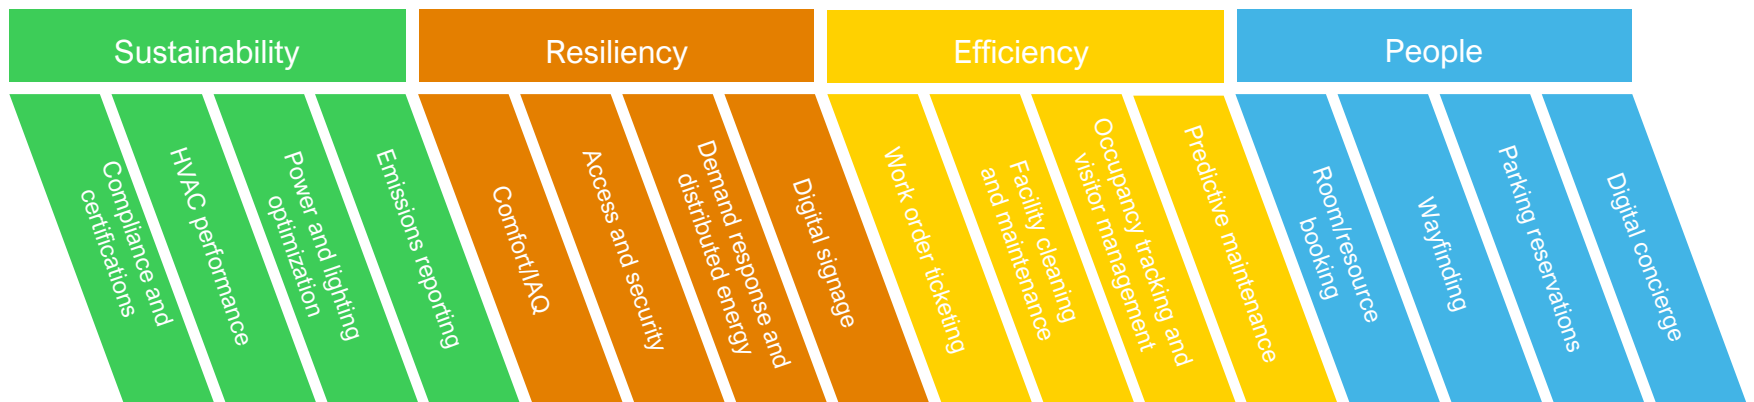 Sustainability
Resiliency
Efficiency
People
Compliance and
certifications
HVAC performance
Power and lighting
optimization
Emissions reporting
Comfort/IAQ
Access and security
Demand response and
distributed energy
Digital signage
Work order ticketing
Facility cleaning
and maintenance
Occupancy tracking and
visitor management
Predictive maintenance
Room/resource
booking
Wayfinding
Parking reservations
Digital concierge